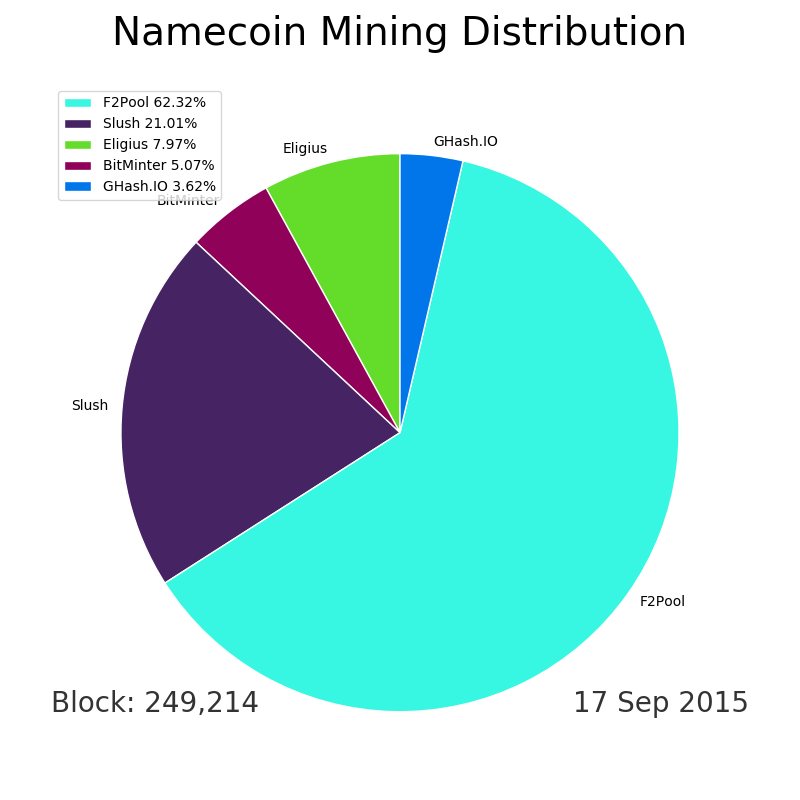 Namecoin Mining Distribution
F2Pool 62.32%
Slush 21.01%
Eligius 7.97%
BitMinter 5.07%
GHash.IO 3.62%
GHash.IO
Eligius
BitMinter
Slush
F2Pool
Block: 249,214
17 Sep 2015